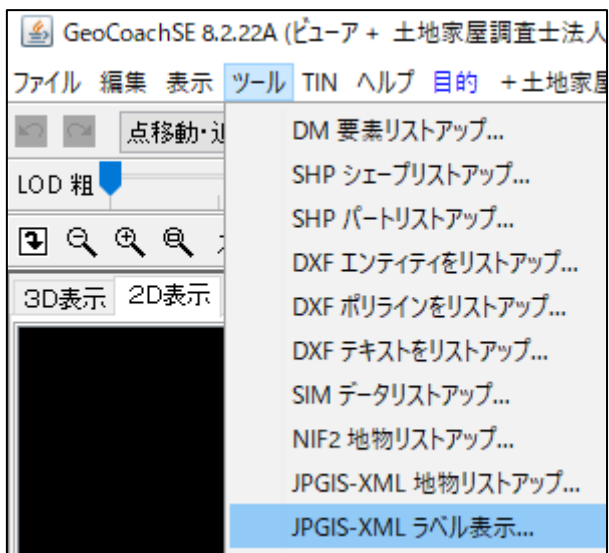 GeoCoachSE 8.2.22A (ビューア + 土地家屋調査士法人
ファイル 編集 表示 ツール TIN ヘルプ 目的 +土地家屋
点移動・追
LOD 粗
3D表示 2D表示
DM 要素リストアップ...
SHP シェープリストアップ...
SHP パートリストアップ...
DXF エンティティをリストアップ...
DXF ポリラインをリストアップ...
DXF テキストをリストアップ...
SIM データリストアップ...
NIF2 地物リストアップ...
JPGIS-XML 地物リストアップ...
JPGIS-XML ラベル表示...